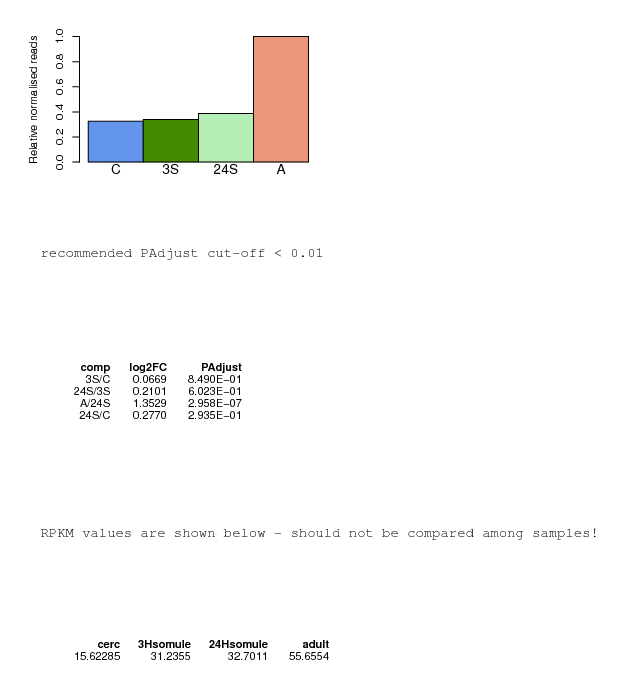 Relative normalised reads
1.0
0.8
0.6
0.4
0.2
0.0
C 3S 24S A
recommended PAdjust cut-off < 0.01
comp log2FC PAdjust
3S/C 0.0669 8.490E-01
24S/3S 0.2101 6.023E-01
A/24S 1.3529 2.958E-07
24S/C 0.2770 2.935E-01
RPKM values are shown below - should not be compared among samples!
cerc 3Hsomule 24Hsomule adult
15.62285 31.2355 32.7011 55.6554